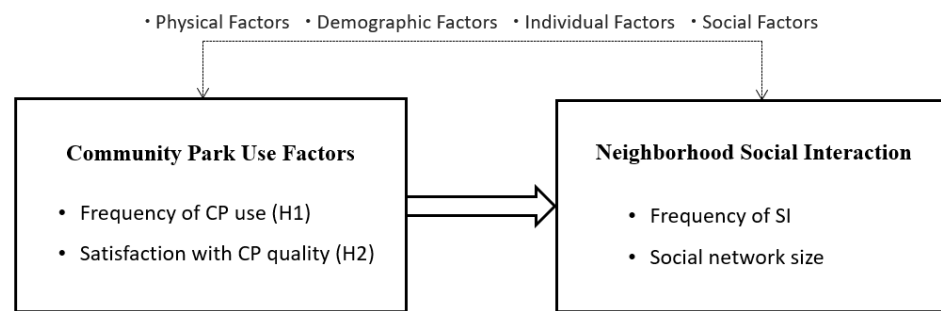 ・Physical Factors ・Demographic Factors ・Individual Factors ・Social Factors
Community Park Use Factors
• Frequency of CP use (H1)
• Satisfaction with CP quality (H2)
Neighborhood Social Interaction
• Frequency of SI
• Social network size